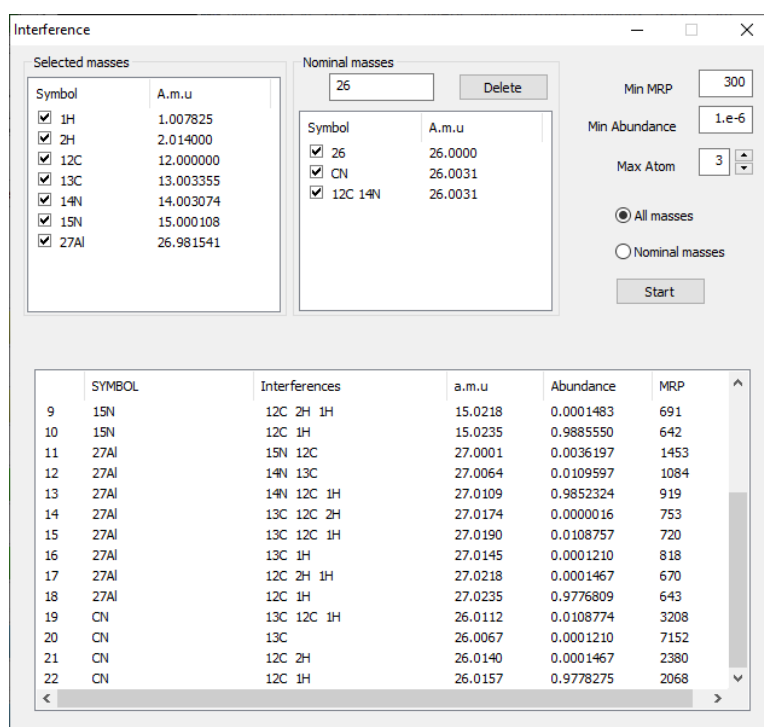 Interference
Selected masses
Symbol A.m.u
1H 1.007825
2H 2.014000
12C 12.000000
13C 13.003355
14N 14.003074
15N 15.000108
27Al 26.981541
Nominal masses
26 Delete
Symbol A.m.u
26 26.0000
CN 26.0031
12C 14N 26.0031
Min MRP 300
Min Abundance 1.e-6
Max Atom 3
All masses
Nominal masses
Start
SYMBOL Interferences a.m.u Abundance MRP
9 15N 12C 2H 1H 15.0218 0.0001483 691
10 15N 12C 1H 15.0235 0.9885550 642
11 27Al 15N 12C 27.0001 0.0036197 1453
12 27Al 14N 13C 27.0064 0.0109597 1084
13 27Al 14N 12C 1H 27.0109 0.9852324 919
14 27Al 13C 12C 2H 27.0174 0.0000016 753
15 27Al 13C 12C 1H 27.0190 0.0108757 720
16 27Al 13C 1H 27.0145 0.0001210 818
17 27Al 12C 2H 1H 27.0218 0.0001467 670
18 27Al 12C 1H 27.0235 0.9776809 643
19 CN 13C 12C 1H 26.0112 0.0108774 3208
20 CN 13C 26.0067 0.0001210 7152
21 CN 12C 2H 26.0140 0.0001467 2380
22 CN 12C 1H 26.0157 0.9778275 2068